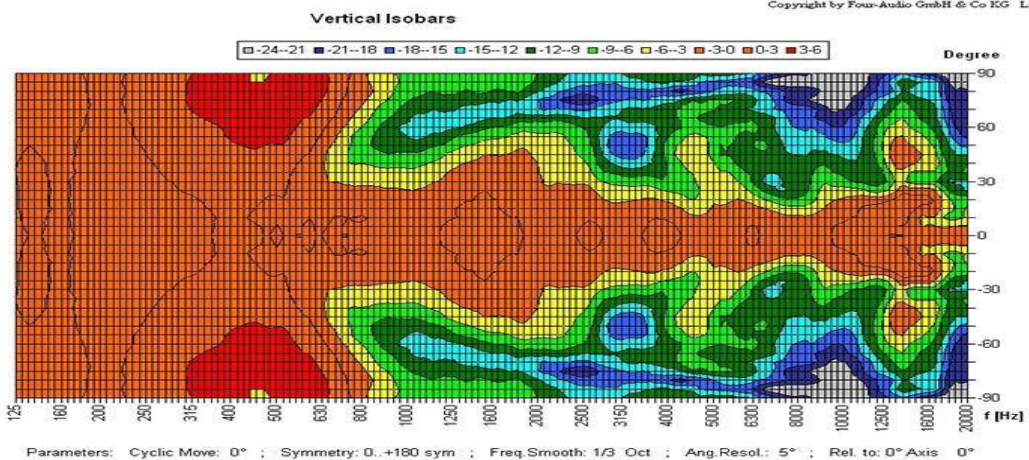 Copyright by Four-Audio GmbH & Co KG L
Vertical Isobars
-24--21 -21--18 -18--15 -15--12 -12--9 -9--6 -6--3 -3-0 0-3 3-6
Degree
90
60
30
0
-30
-60
-90
125 160 200 250 315 400 500 630 800 1000 1250 1600 2000 2500 3150 4000 5000 6300 8000 10000 12500 16000 20000 f [Hz]
Parameters: Cyclic Move: 0° ; Symmetry: 0..+180 sym ; Freq.Smooth: 1/3 Oct ; Ang.Resol.: 5° ; Rel. to: 0° Axis 0°